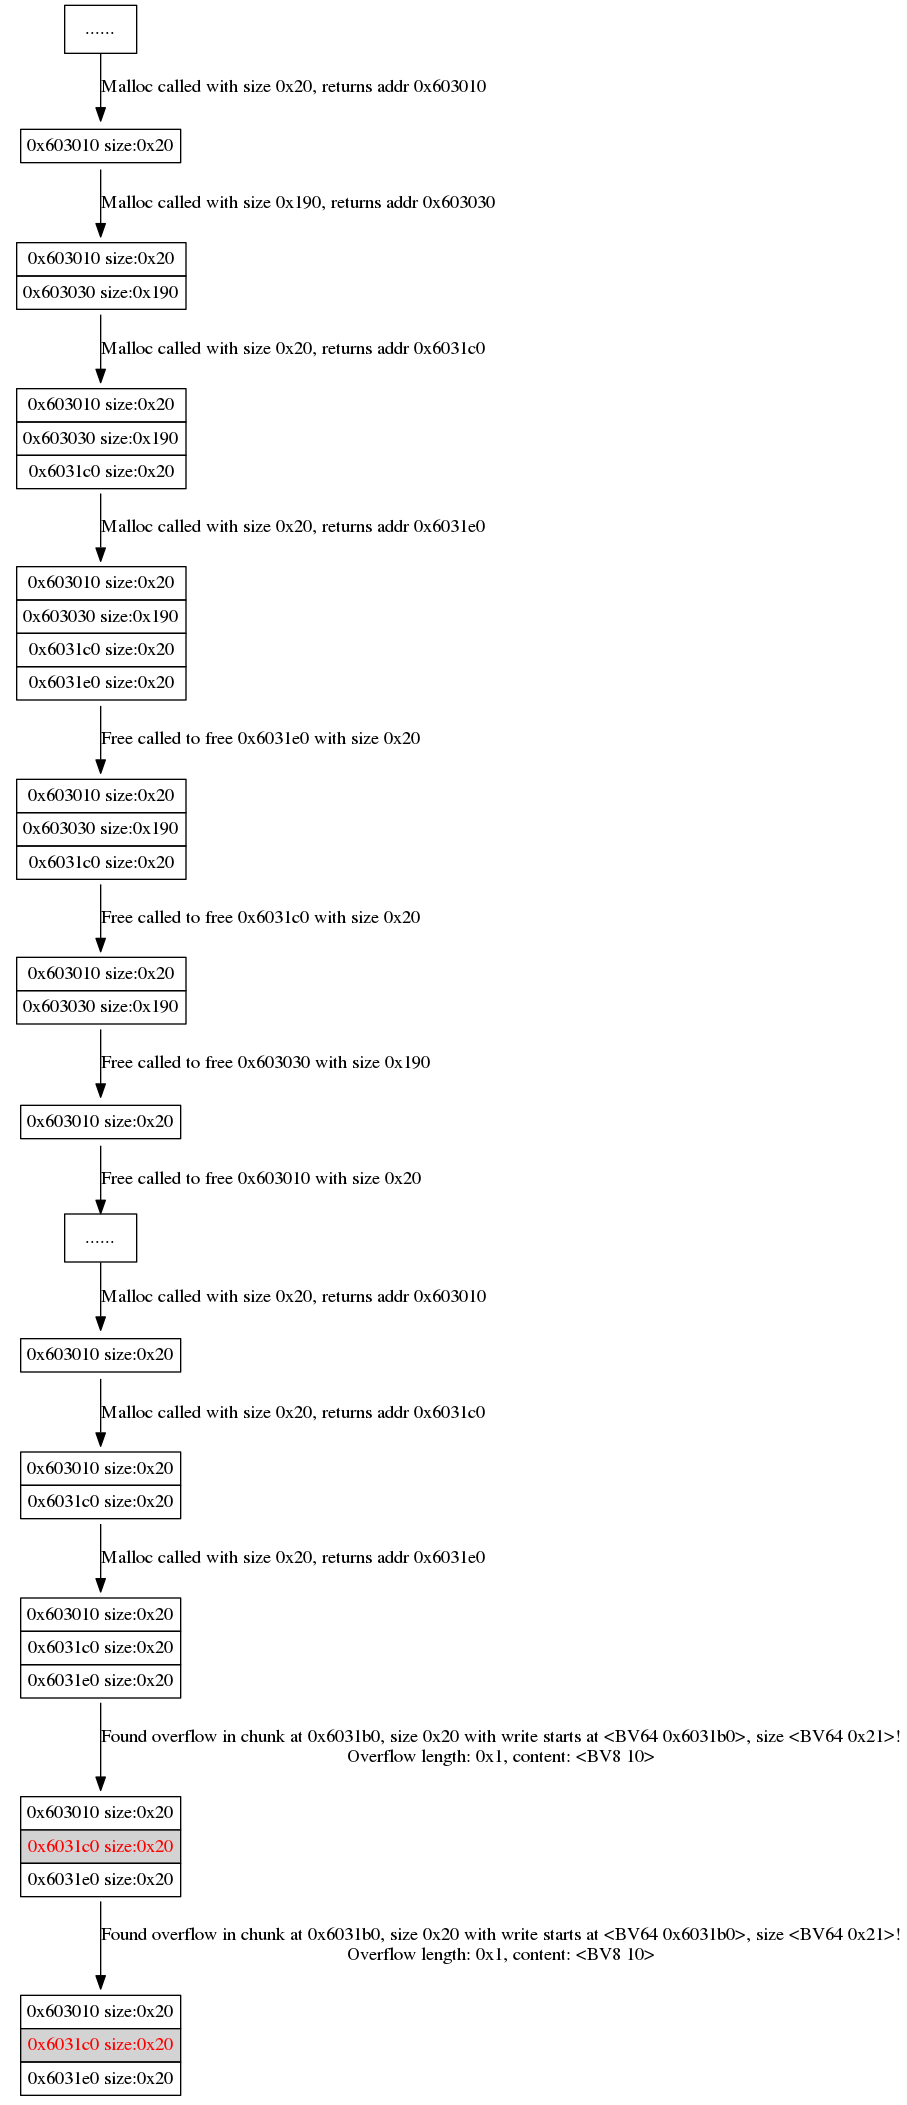 ......
Malloc called with size 0x20, returns addr 0x603010
0x603010 size:0x20
Malloc called with size 0x190, returns addr 0x603030
0x603010 size:0x20
0x603030 size:0x190
Malloc called with size 0x20, returns addr 0x6031c0
0x603010 size:0x20
0x603030 size:0x190
0x6031c0 size:0x20
Malloc called with size 0x20, returns addr 0x6031e0
0x603010 size:0x20
0x603030 size:0x190
0x6031c0 size:0x20
0x6031e0 size:0x20
Free called to free 0x6031e0 with size 0x20
0x603010 size:0x20
0x603030 size:0x190
0x6031c0 size:0x20
Free called to free 0x6031c0 with size 0x20
0x603010 size:0x20
0x603030 size:0x190
Free called to free 0x603030 with size 0x190
0x603010 size:0x20
Free called to free 0x603010 with size 0x20
......
Malloc called with size 0x20, returns addr 0x603010
0x603010 size:0x20
Malloc called with size 0x20, returns addr 0x6031c0
0x603010 size:0x20
0x6031c0 size:0x20
Malloc called with size 0x20, returns addr 0x6031e0
0x603010 size:0x20
0x6031c0 size:0x20
0x6031e0 size:0x20
Found overflow in chunk at 0x6031b0, size 0x20 with write starts at <BV64 0x6031b0>, size <BV64 0x21>!
Overflow length: 0x1, content: <BV8 10>
0x603010 size:0x20
0x6031c0 size:0x20
0x6031e0 size:0x20
Found overflow in chunk at 0x6031b0, size 0x20 with write starts at <BV64 0x6031b0>, size <BV64 0x21>!
Overflow length: 0x1, content: <BV8 10>
0x603010 size:0x20
0x6031c0 size:0x20
0x6031e0 size:0x20